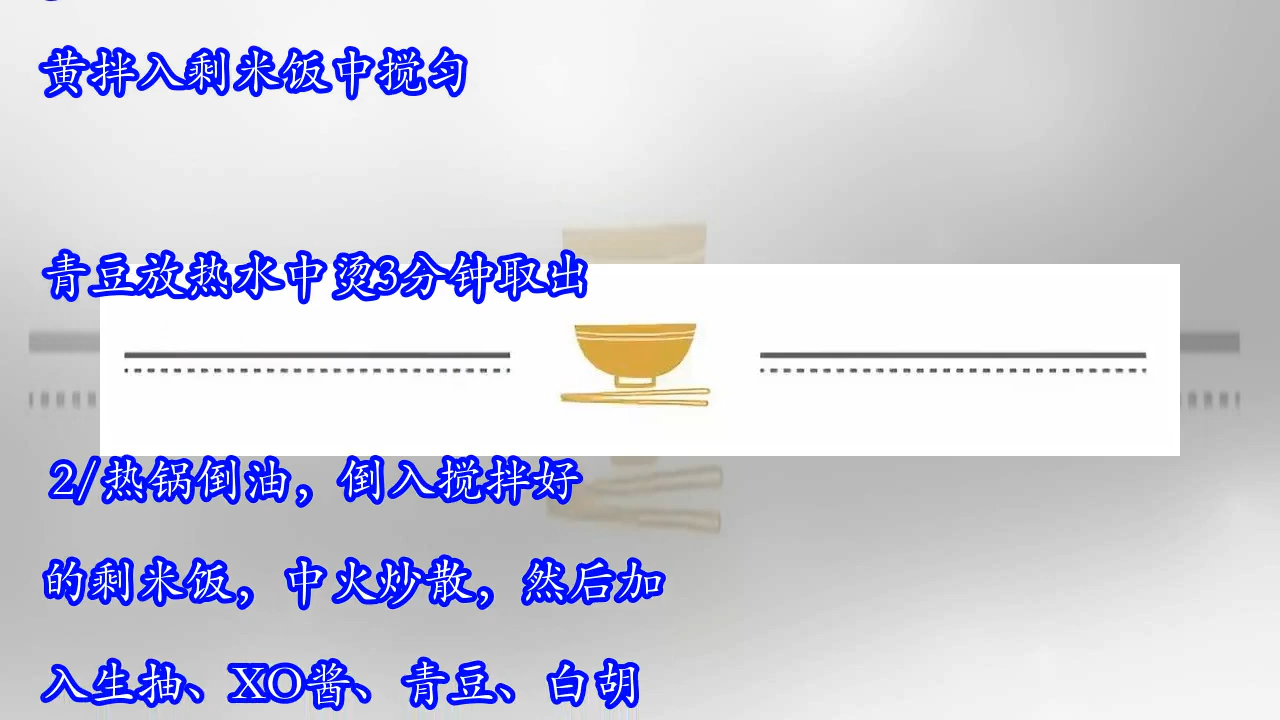 黄拌入剩米饭中搅匀
青豆放热水中烫3分钟取出
2/热锅倒油，倒入搅拌好
的剩米饭，中火炒散，然后加
入生抽、XO酱、青豆、白胡